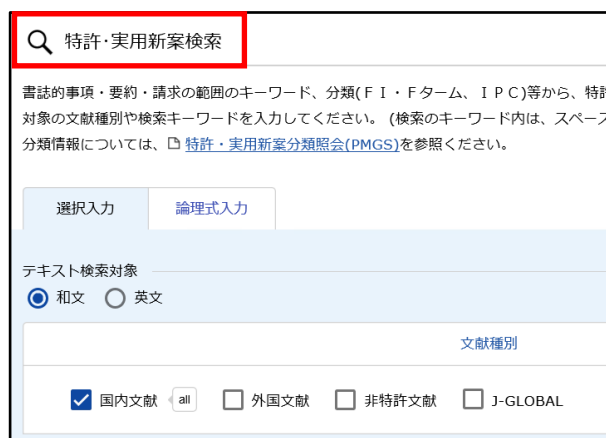 特許・実用新案検索
書誌的事項・要約・請求の範囲のキーワード、分類(ＦＩ・Ｆターム、ＩＰＣ)等から、特許
対象の文献種別や検索キーワードを入力してください。 (検索のキーワード内は、スペース
分類情報については、特許・実用新案分類照会(PMGS)を参照ください。
選択入力 論理式入力
テキスト検索対象
和文 英文
文献種別
国内文献 all 外国文献 非特許文献 J-GLOBAL